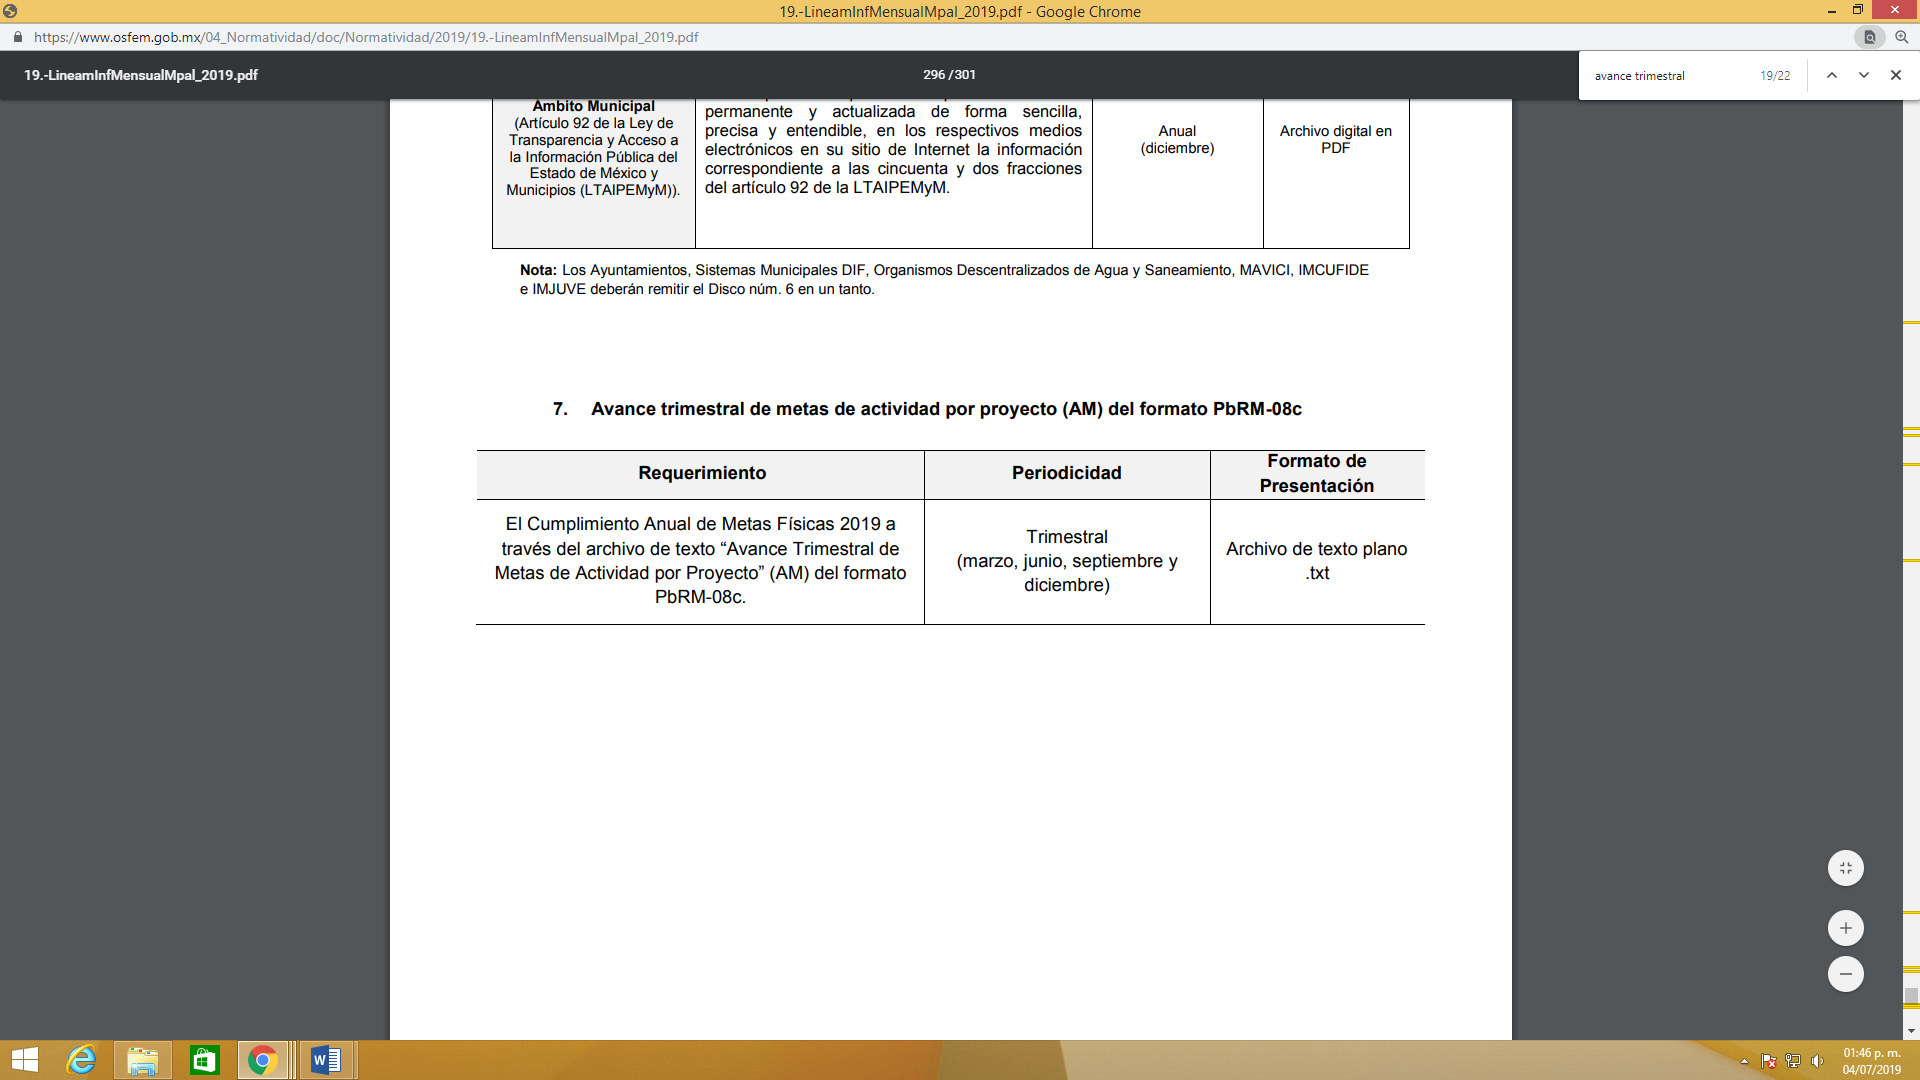 19.-LineamInfMensualMpal_2019.pdf - Google Chrome
https://www.osfem.gob.mx/04_Normatividad/doc/Normatividad/2019/19.-LineamInfMensualMpal_2019.pdf
19.-LineamInfMensualMpal_2019.pdf
296 / 301
avance trimestral
19/22
Ámbito Municipal
(Artículo 92 de la Ley de
Transparencia y Acceso a
la Información Pública del
Estado de México y
Municipios (LTAIPEMyM)).
permanente y actualizada de forma sencilla,
precisa y entendible, en los respectivos medios
electrónicos en su sitio de Internet la información
correspondiente a las cincuenta y dos fracciones
del artículo 92 de la LTAIPEMyM.
Anual
(diciembre)
Archivo digital en
PDF
Nota: Los Ayuntamientos, Sistemas Municipales DIF, Organismos Descentralizados de Agua y Saneamiento, MAVICI, IMCUFIDE
e IMJUVE deberán remitir el Disco núm. 6 en un tanto.
7. Avance trimestral de metas de actividad por proyecto (AM) del formato PbRM-08c
Requerimiento
Periodicidad
Formato de
Presentación
El Cumplimiento Anual de Metas Físicas 2019 a
través del archivo de texto “Avance Trimestral de
Metas de Actividad por Proyecto” (AM) del formato
PbRM-08c.
Trimestral
(marzo, junio, septiembre y
diciembre)
Archivo de texto plano
.txt
01:46 p. m.
04/07/2019